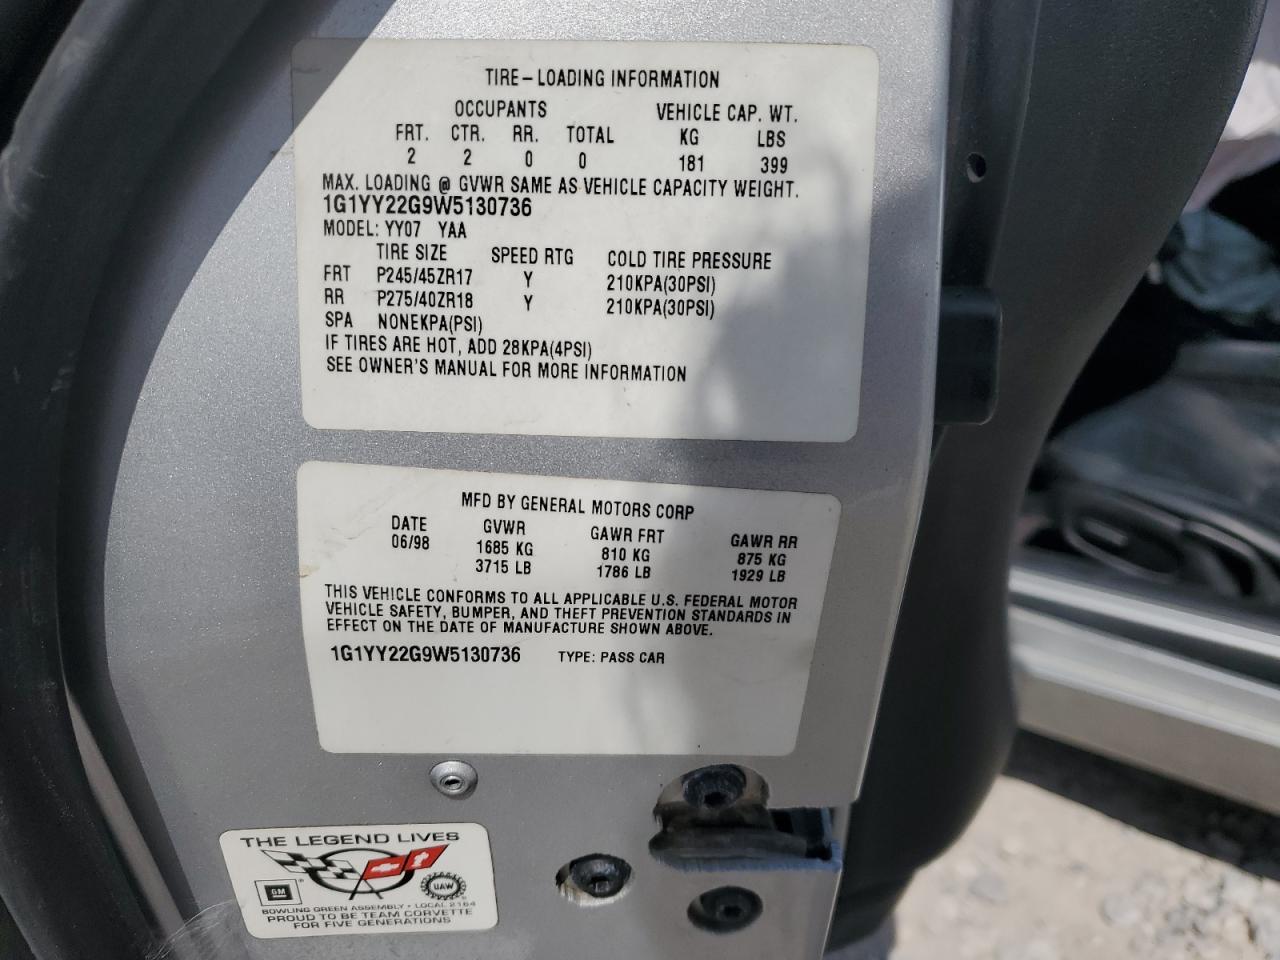 TIRE-LOADING INFORMATION
OCCUPANTS VEHICLE CAP. WT.
FRT. CTR. RR. TOTAL KG LBS
2 2 0 0 181 399
MAX. LOADING @ GVWR SAME AS VEHICLE CAPACITY WEIGHT.
1G1YY22G9W5130736
MODEL: YY07 YAA
TIRE SIZE SPEED RTG COLD TIRE PRESSURE
FRT P245/45ZR17 Y 210KPA(30PSI)
RR P275/40ZR18 Y 210KPA(30PSI)
SPA NONEKPA(PSI)
IF TIRES ARE HOT, ADD 28KPA(4PSI)
SEE OWNER'S MANUAL FOR MORE INFORMATION
MFD BY GENERAL MOTORS CORP
DATE GVWR GAWR FRT GAWR RR
06/98 1685 KG 810 KG 875 KG
3715 LB 1786 LB 1929 LB
THIS VEHICLE CONFORMS TO ALL APPLICABLE U.S. FEDERAL MOTOR
VEHICLE SAFETY, BUMPER, AND THEFT PREVENTION STANDARDS IN
EFFECT ON THE DATE OF MANUFACTURE SHOWN ABOVE.
1G1YY22G9W5130736 TYPE: PASS CAR
THE LEGEND LIVES
GM UAW
BOWLING GREEN ASSEMBLY • LOCAL 2164
PROUD TO BE TEAM CORVETTE
FOR FIVE GENERATIONS